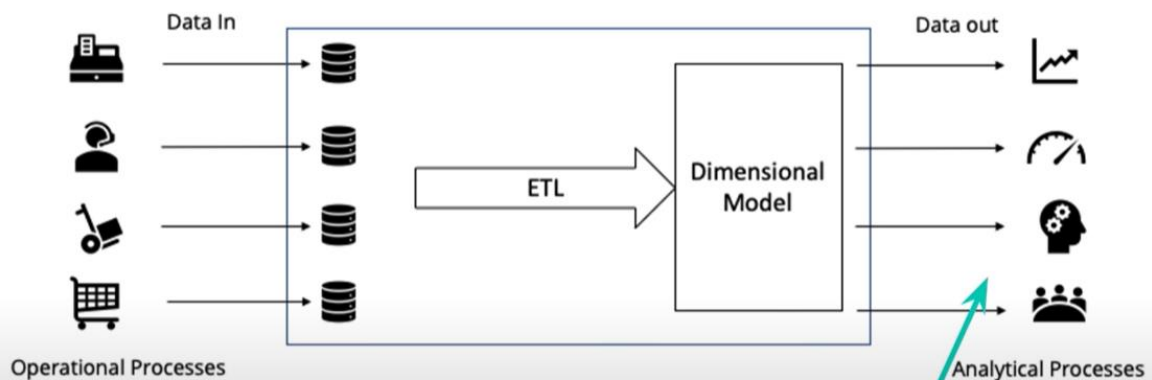 Data In
Data out
ETL
Dimensional
Model
Operational Processes
Analytical Processes